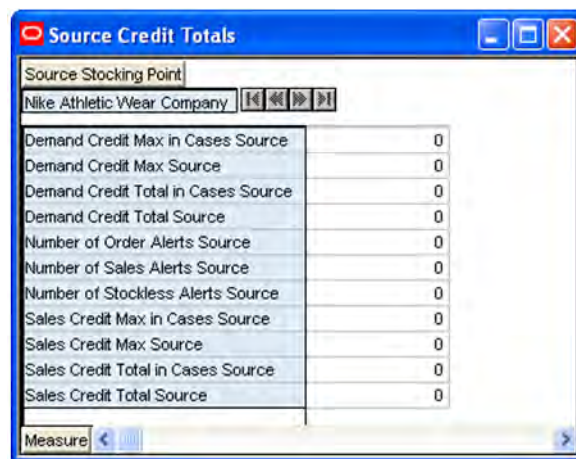 Source Credit Totals
Source Stocking Point
Nike Athletic Wear Company
Demand Credit Max in Cases Source 0
Demand Credit Max Source 0
Demand Credit Total in Cases Source 0
Demand Credit Total Source 0
Number of Order Alerts Source 0
Number of Sales Alerts Source 0
Number of Stockless Alerts Source 0
Sales Credit Max in Cases Source 0
Sales Credit Max Source 0
Sales Credit Total in Cases Source 0
Sales Credit Total Source 0
Measure